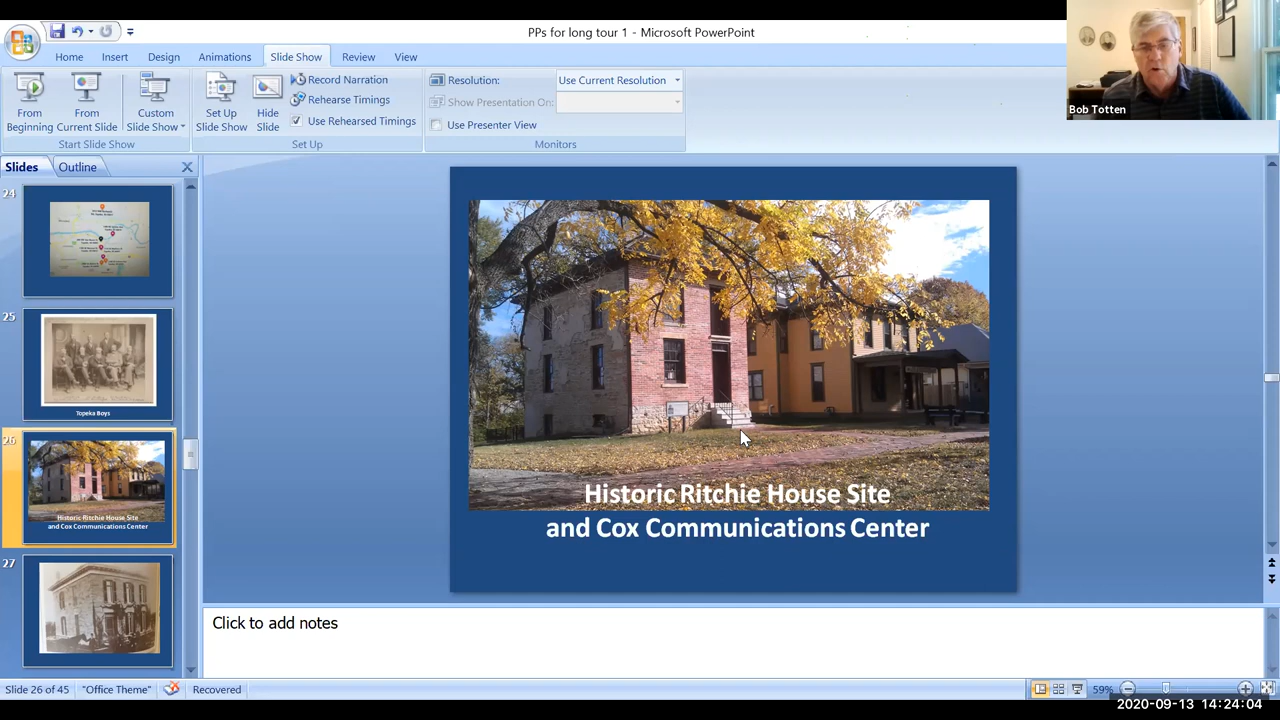 PPs for long tour 1 - Microsoft PowerPoint
Home Insert Design Animations Slide Show Review View
From Beginning
From Current Slide
Custom Slide Show
Start Slide Show
Set Up Slide Show
Hide Slide
Record Narration
Rehearse Timings
Use Rehearsed Timings
Set Up
Resolution: Use Current Resolution
Show Presentation On:
Use Presenter View
Monitors
Bob Totten
Slides Outline
24
25
Topeka Boys
26
Historic Ritchie House Site
and Cox Communications Center
27
Historic Ritchie House Site
and Cox Communications Center
Click to add notes
Slide 26 of 45 "Office Theme" Recovered 59%
2020-09-13 14:24:04